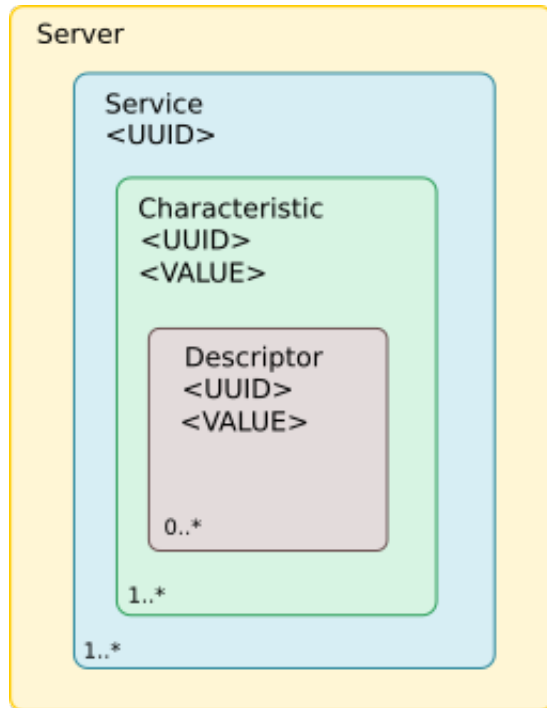 Server
Service
<UUID>
Characteristic
<UUID>
<VALUE>
Descriptor
<UUID>
<VALUE>
0..*
1..*
1..*